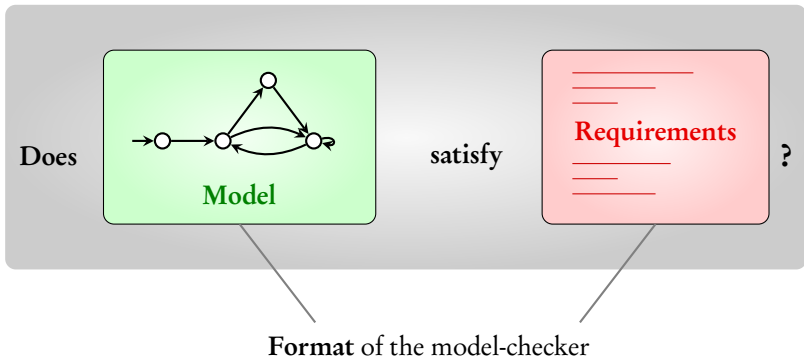 Does
Model
satisfy
Requirements
?
Format of the model-checker